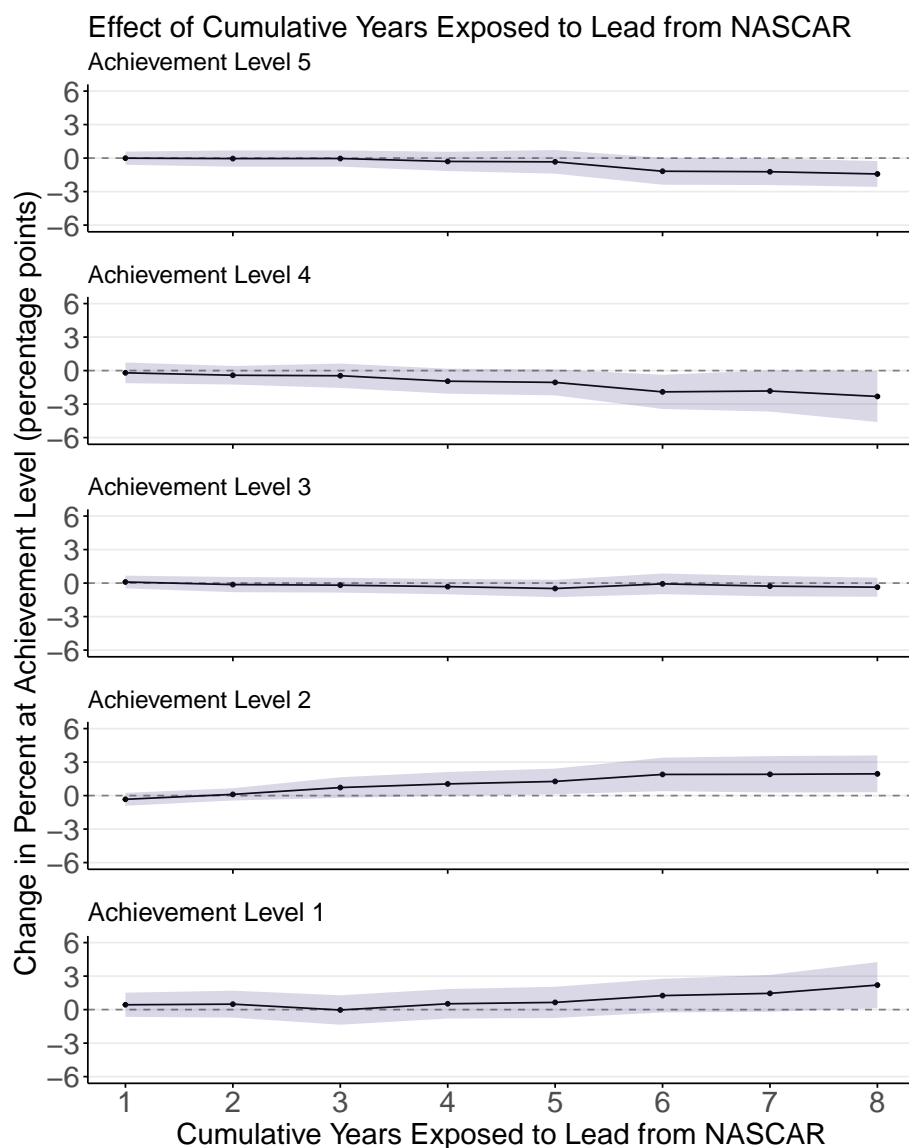 Effect of Cumulative Years Exposed to Lead from NASCAR
Achievement Level 5
6
3
0
−3
−6
Achievement Level 4
6
3
0
−3
−6
Achievement Level 3
6
3
0
−3
−6
Achievement Level 2
6
3
0
−3
−6
Achievement Level 1
6
3
0
−3
−6
1 2 3 4 5 6 7 8
Cumulative Years Exposed to Lead from NASCAR
Change in Percent at Achievement Level (percentage points)